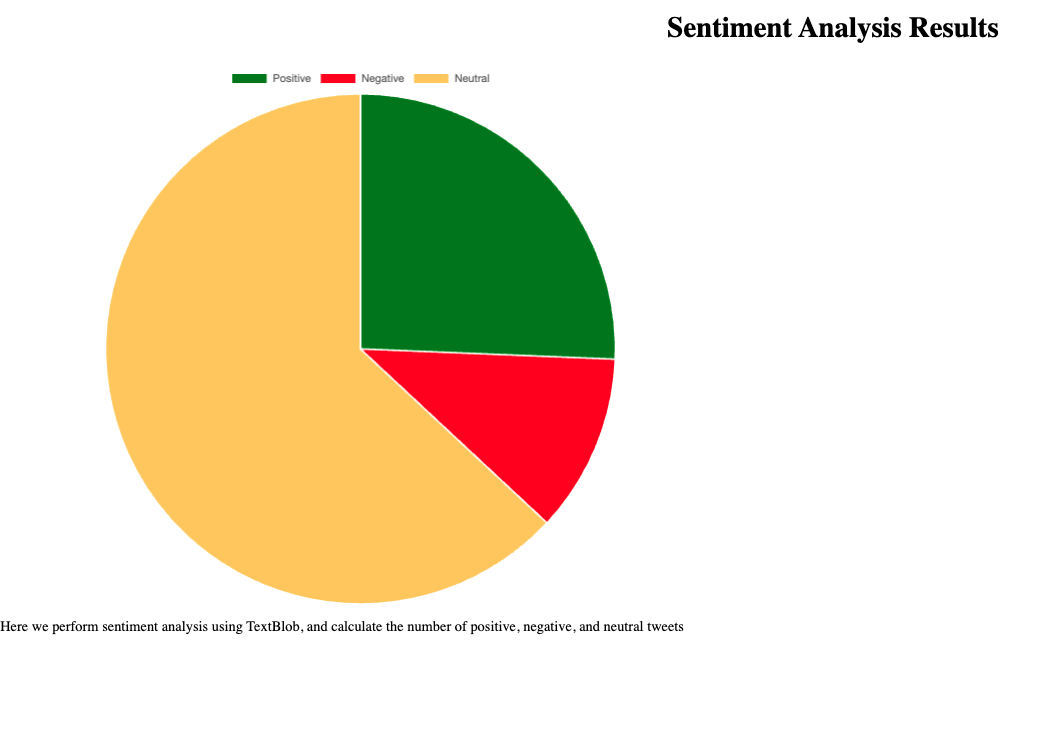 Sentiment Analysis Results
Positive Negative Neutral
Here we perform sentiment analysis using TextBlob, and calculate the number of positive, negative, and neutral tweets